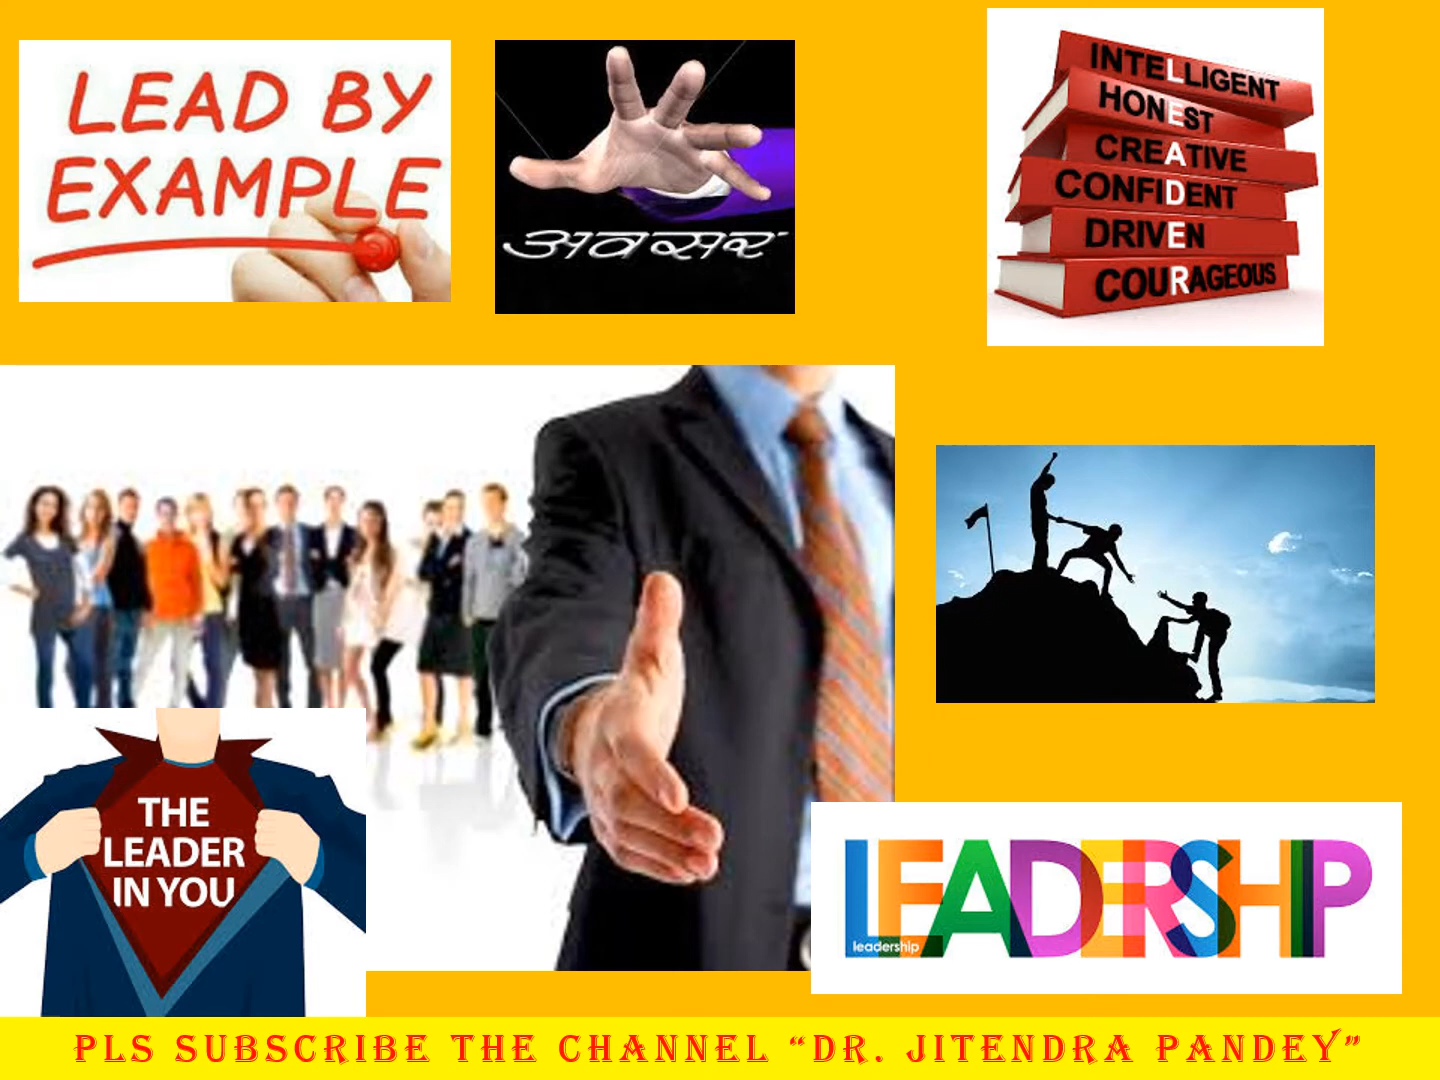 LEAD BY
EXAMPLE
अवसर
INTELLIGENT
HONEST
CREATIVE
CONFIDENT
DRIVEN
COURAGEOUS
THE
LEADER
IN YOU
LEADERSHIP
leadership
PLS SUBSCRIBE THE CHANNEL “DR. JITENDRA PANDEY”